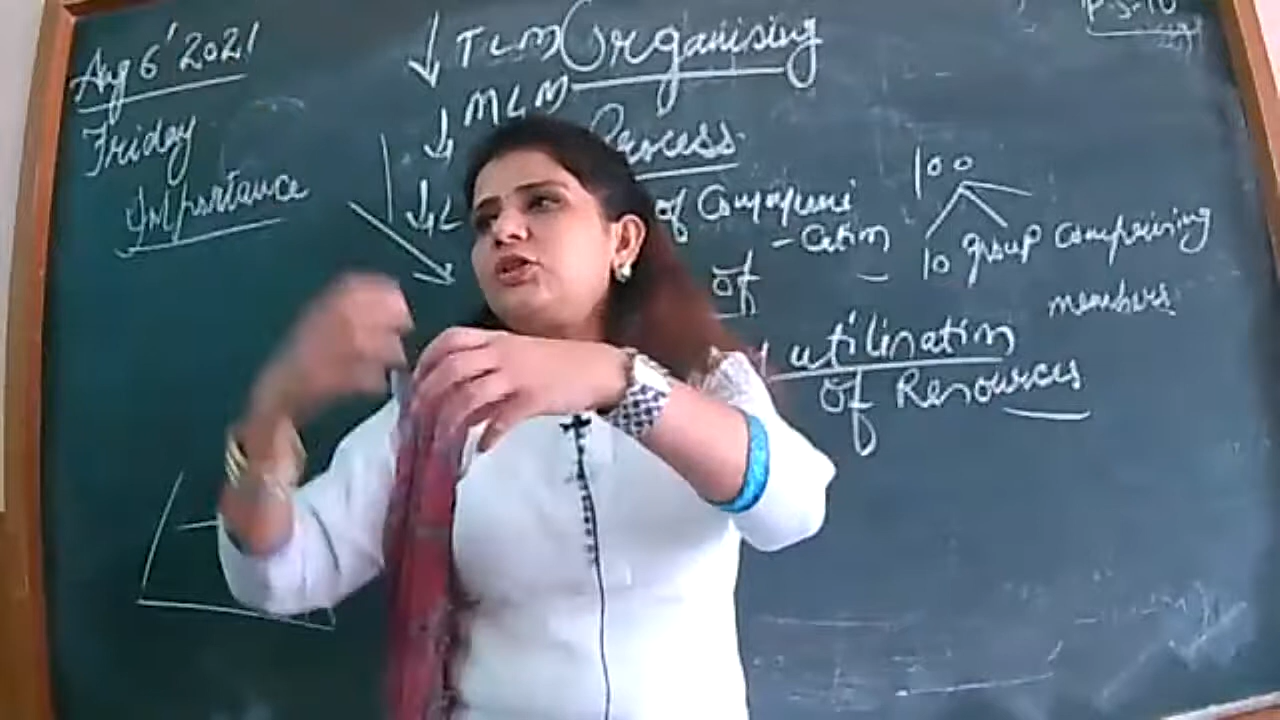 Aug 6' 2021
Friday
Importance
TLM Organising
MLM Process
of Communi
-cation
of
utilization
of Resources
100
10 group comprising
members